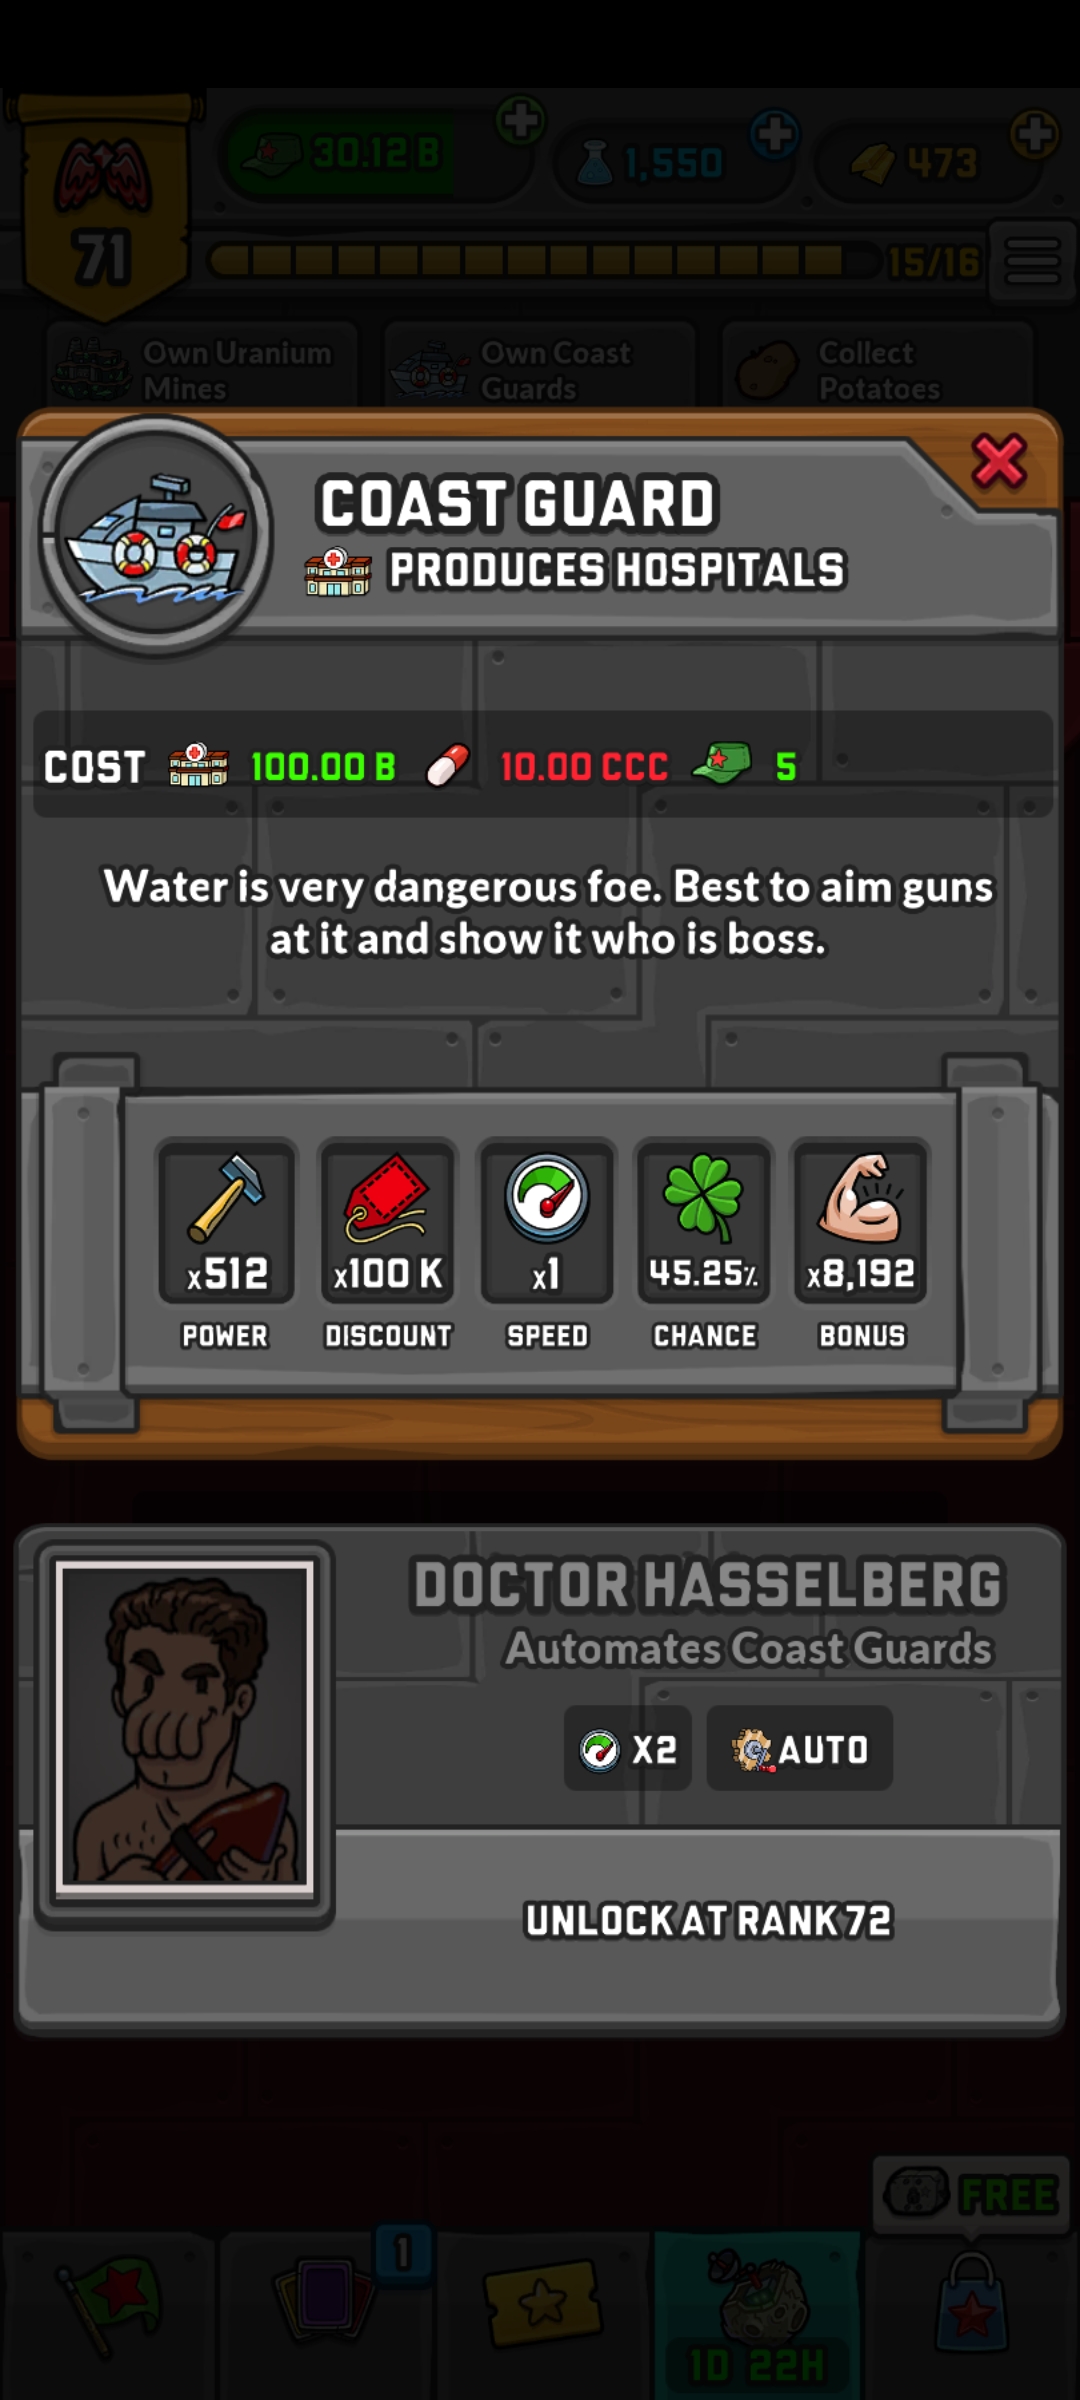 30.12 B
1,550
473
71
15/16
Own Uranium
Mines
Own Coast
Guards
Collect
Potatoes
COAST GUARD
PRODUCES HOSPITALS
COST 100.00 B 10.00 CCC 5
Water is very dangerous foe. Best to aim guns
at it and show it who is boss.
x512
x100 K
x1
45.25%
x8,192
POWER
DISCOUNT
SPEED
CHANCE
BONUS
DOCTOR HASSELBERG
Automates Coast Guards
X2
AUTO
UNLOCK AT RANK 72
FREE
1
1D 22H